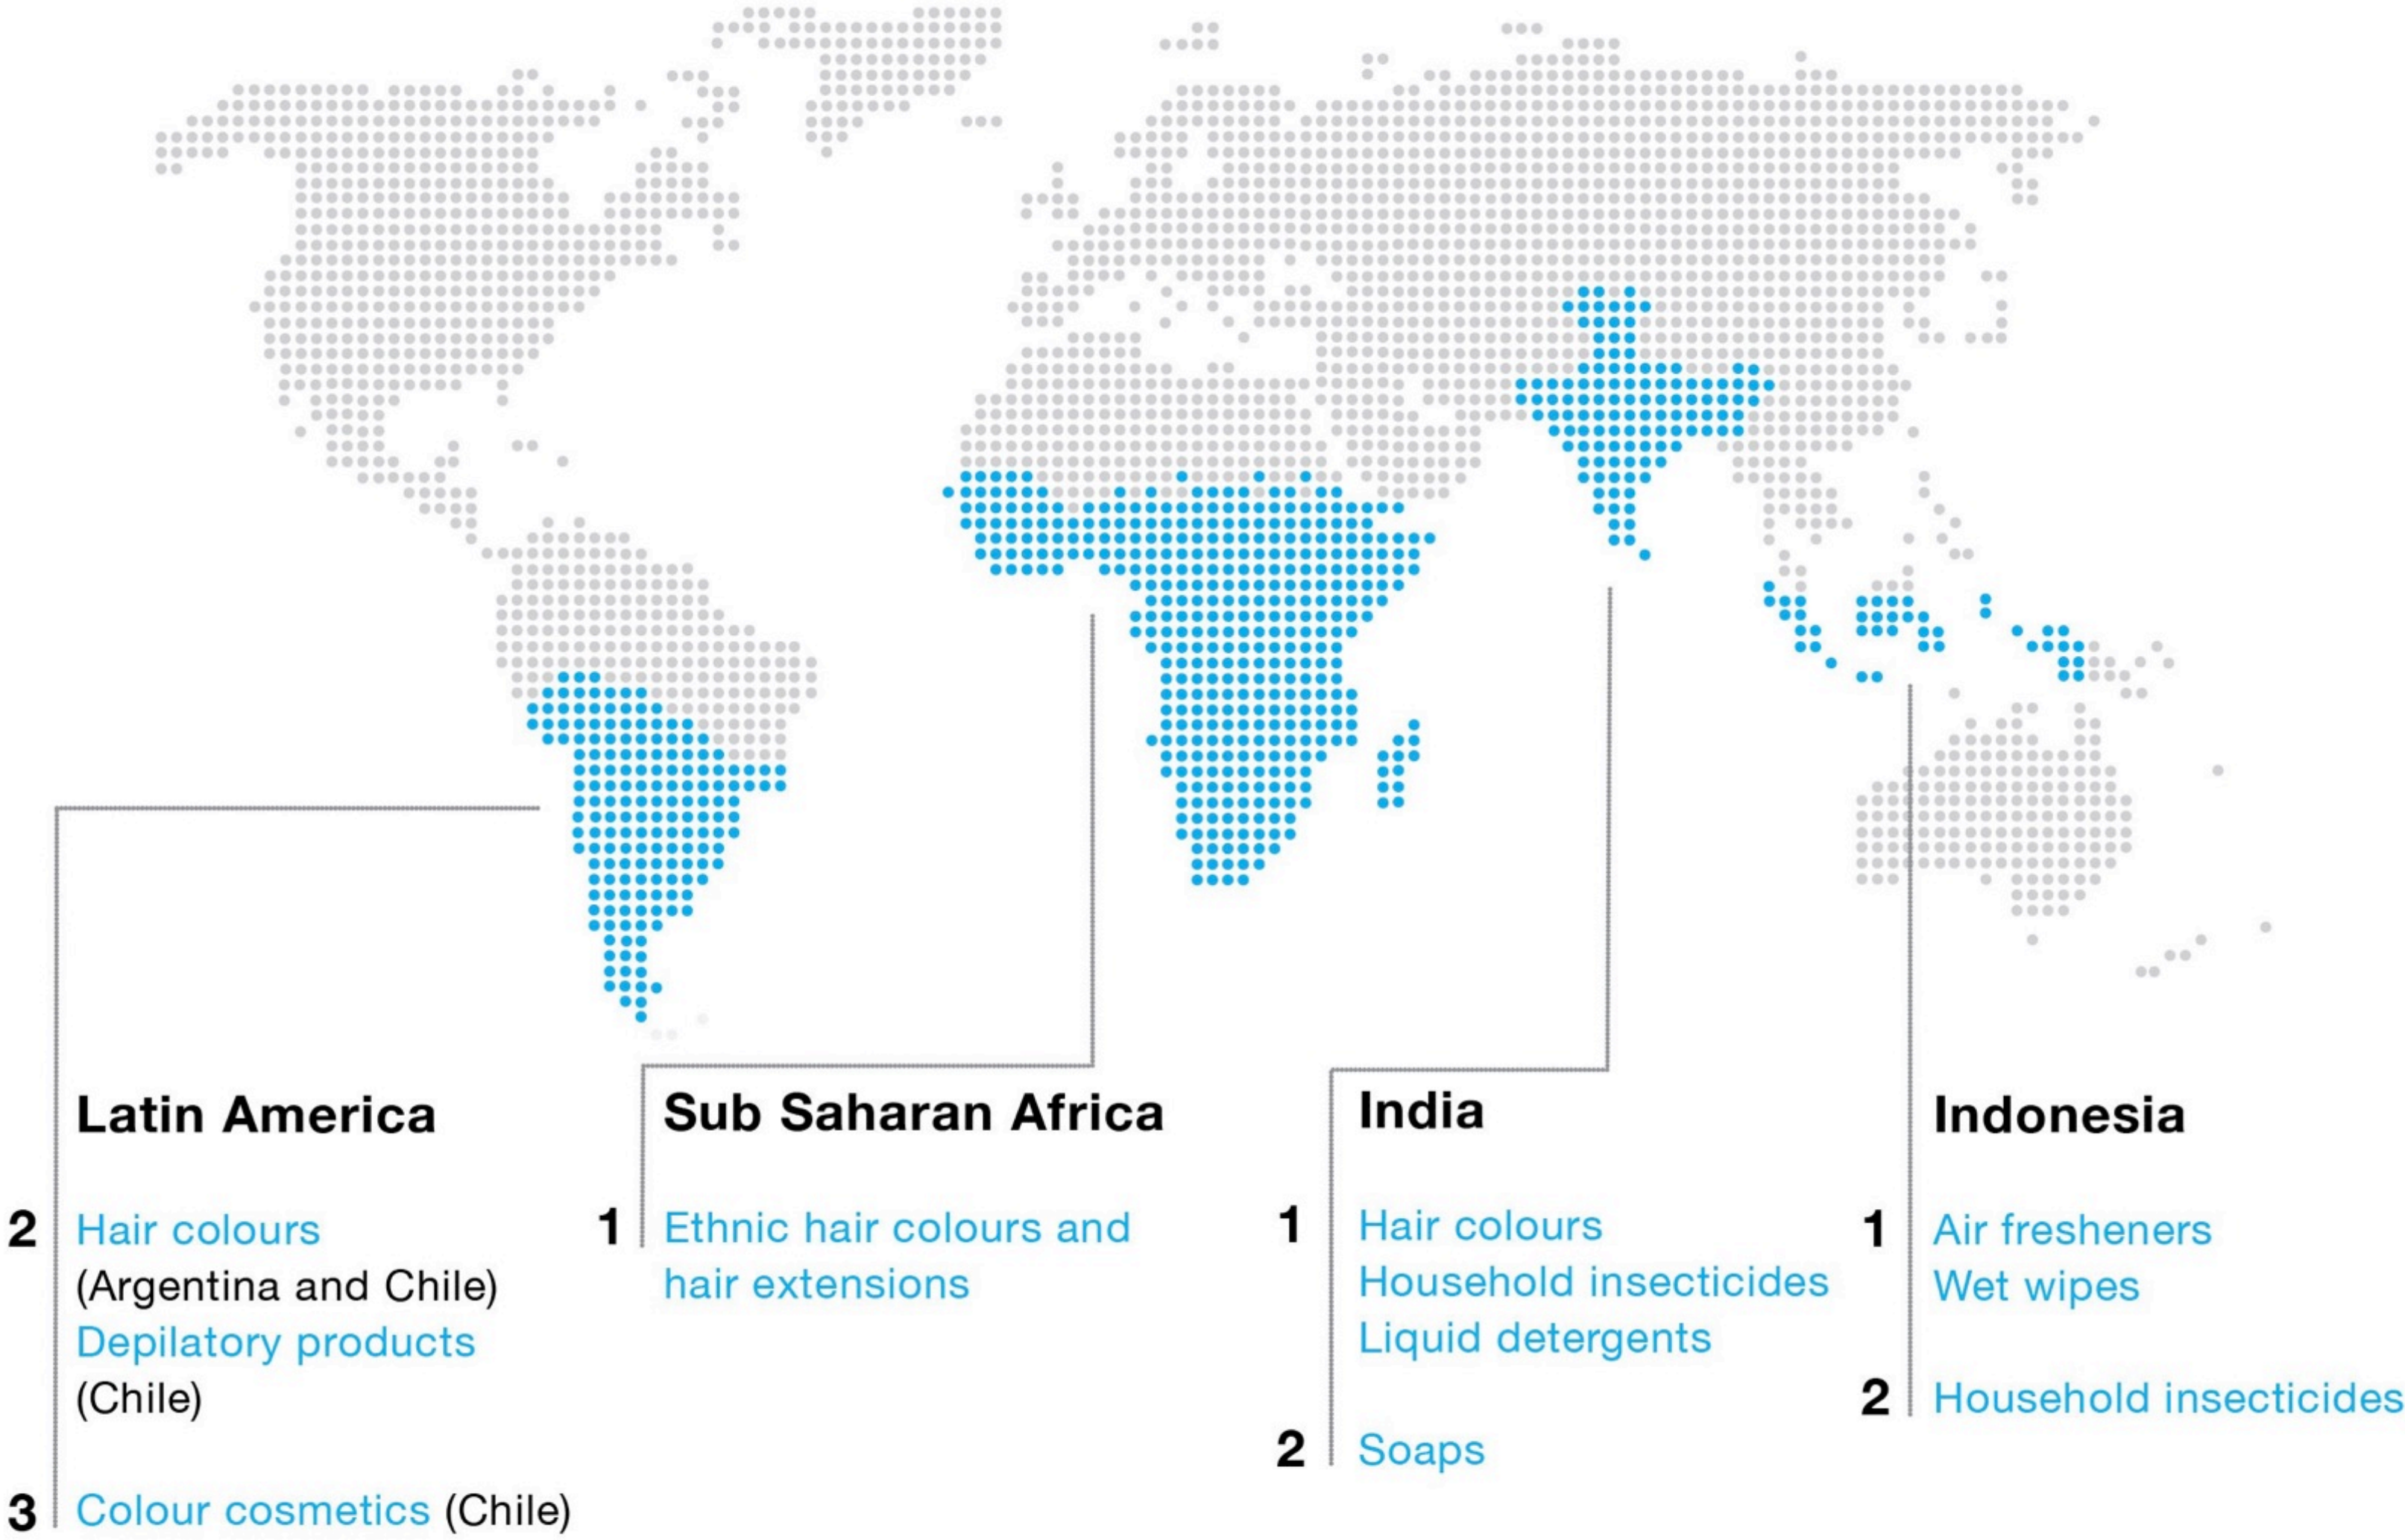 Latin America
2 Hair colours
(Argentina and Chile)
Depilatory products
(Chile)
3 Colour cosmetics (Chile)
Sub Saharan Africa
1 Ethnic hair colours and
hair extensions
India
1 Hair colours
Household insecticides
Liquid detergents
2 Soaps
Indonesia
1 Air fresheners
Wet wipes
2 Household insecticides